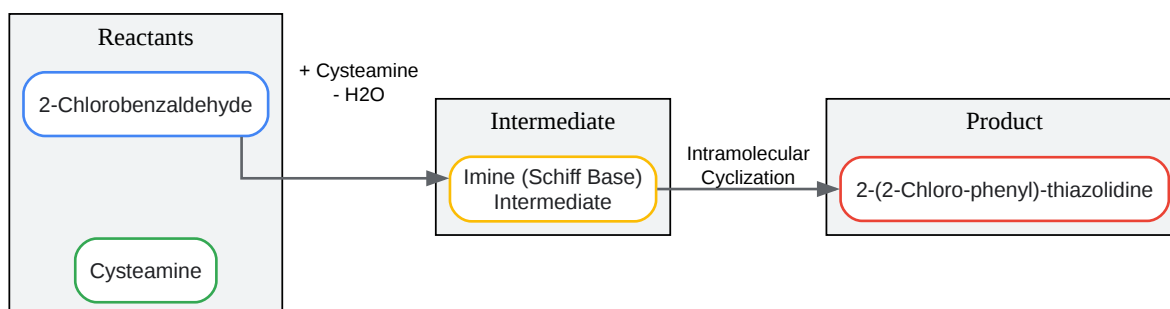 Reactants
2-Chlorobenzaldehyde
Cysteamine
+ Cysteamine
- H2O
Intermediate
Imine (Schiff Base)
Intermediate
Intramolecular
Cyclization
Product
2-(2-Chloro-phenyl)-thiazolidine